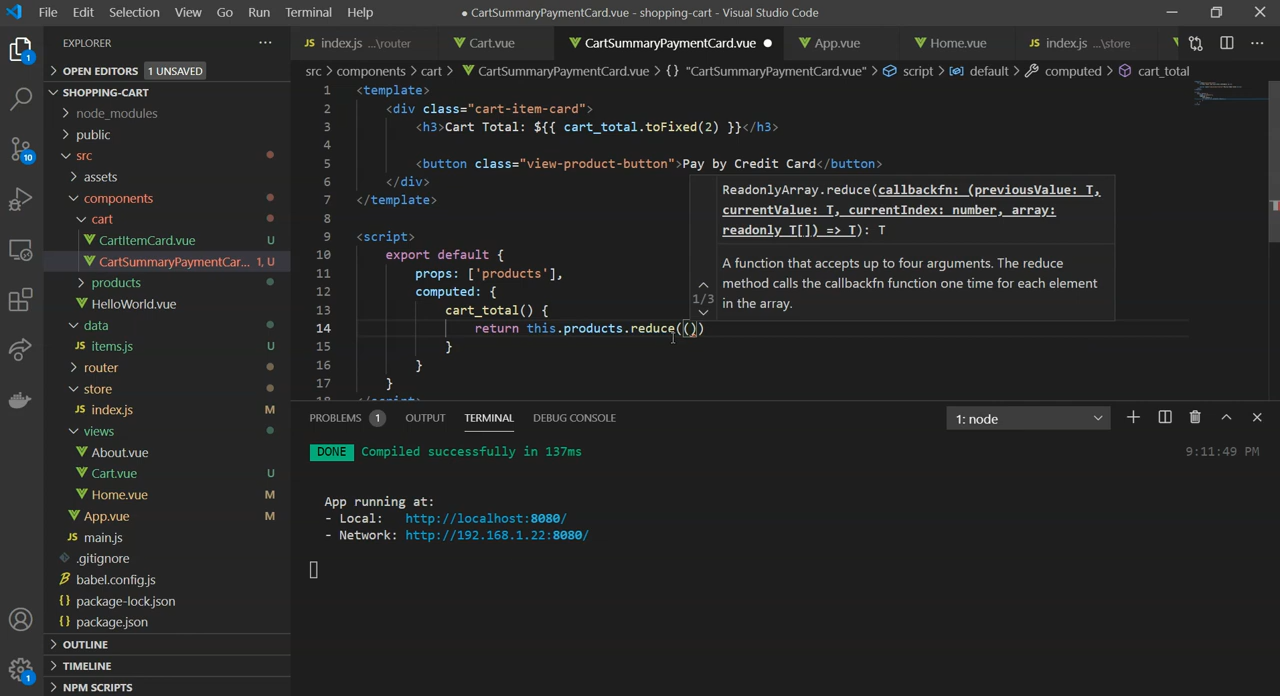 File Edit Selection View Go Run Terminal Help
● CartSummaryPaymentCard.vue - shopping-cart - Visual Studio Code
EXPLORER
OPEN EDITORS 1 UNSAVED
SHOPPING-CART
node_modules
public
src
assets
components
cart
CartItemCard.vue U
CartSummaryPaymentCar... 1, U
products
HelloWorld.vue
data
items.js U
router
store
index.js M
views
About.vue
Cart.vue U
Home.vue M
App.vue M
main.js
.gitignore
babel.config.js
package-lock.json
package.json
OUTLINE
TIMELINE
NPM SCRIPTS
1
10
1
JS index.js ...\router
Cart.vue
CartSummaryPaymentCard.vue ●
App.vue
Home.vue
JS index.js ...\store
src > components > cart > CartSummaryPaymentCard.vue > {} "CartSummaryPaymentCard.vue" > script > default > computed > cart_total
1 <template>
2 <div class="cart-item-card">
3 <h3>Cart Total: ${{ cart_total.toFixed(2) }}</h3>
4
5 <button class="view-product-button">Pay by Credit Card</button>
6 </div>
7 </template>
8
9 <script>
10 export default {
11 props: ['products'],
12 computed: {
13 cart_total() {
14 return this.products.reduce(())
15 }
16 }
17 }
18 </script>
1/3
ReadonlyArray.reduce(callbackfn: (previousValue: T,
currentValue: T, currentIndex: number, array:
readonly T[]) => T): T
A function that accepts up to four arguments. The reduce
method calls the callbackfn function one time for each element
in the array.
PROBLEMS 1 OUTPUT TERMINAL DEBUG CONSOLE
1: node
DONE Compiled successfully in 137ms 9:11:49 PM
App running at:
- Local: http://localhost:8080/
- Network: http://192.168.1.22:8080/